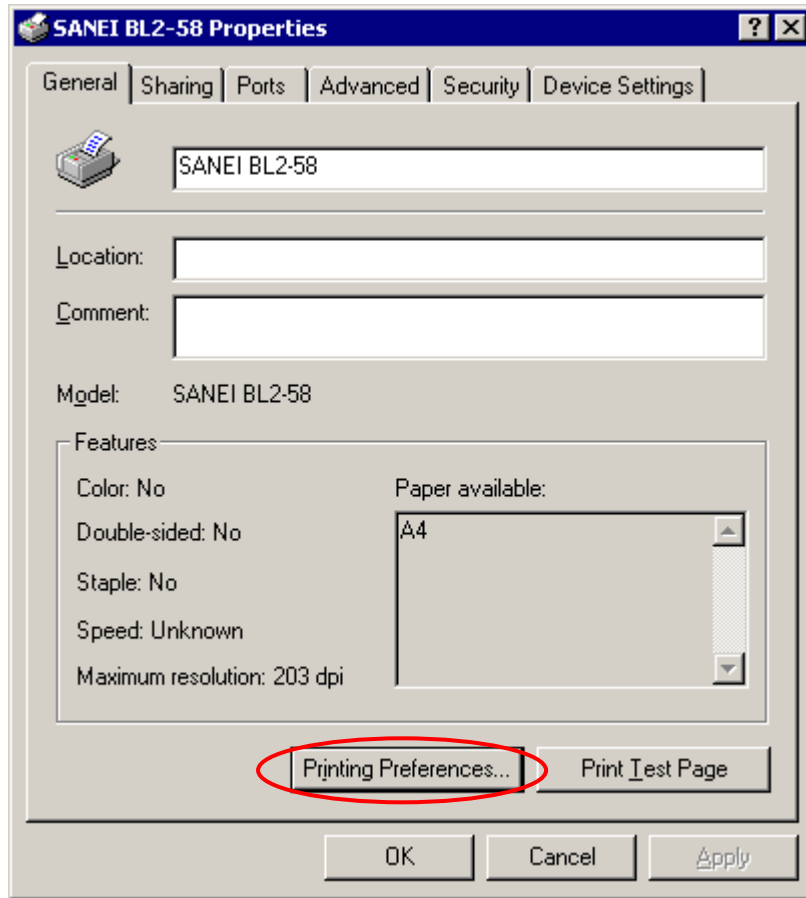 SANEI BL2-58 Properties
General Sharing Ports Advanced Security Device Settings
SANEI BL2-58
Location:
Comment:
Model: SANEI BL2-58
Features
Color: No
Paper available:
Double-sided: No
A4
Staple: No
Speed: Unknown
Maximum resolution: 203 dpi
Printing Preferences... Print Test Page
OK Cancel Apply